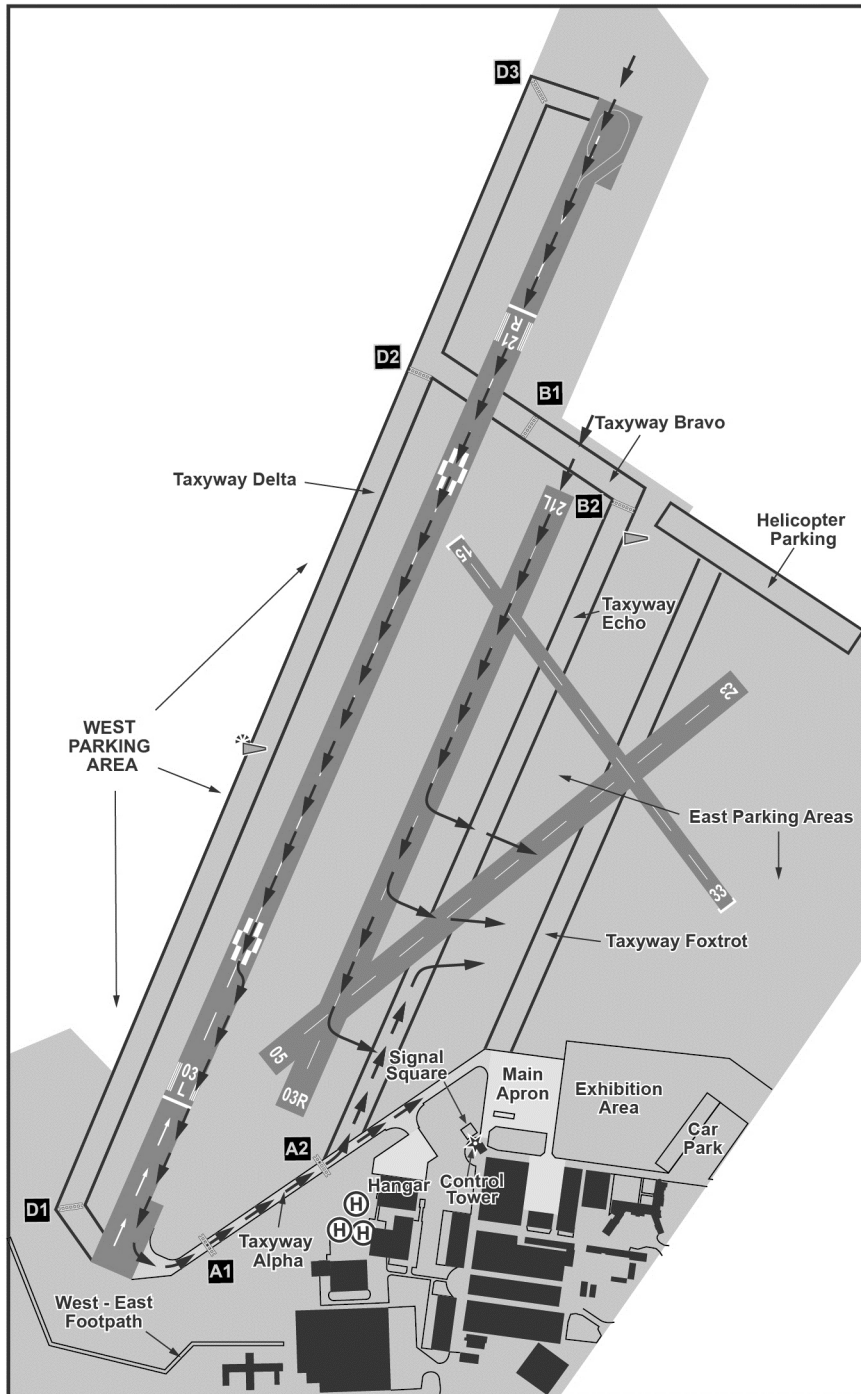 D3
21
R
D2
B1
Taxyway Bravo
Taxyway Delta
21L
B2
Helicopter
Parking
15
Taxyway
Echo
23
WEST
PARKING
AREA
East Parking Areas
33
Taxyway Foxtrot
05
03R
03
L
Signal
Square
Main
Apron
Exhibition
Area
Car
Park
A2
Hangar
Control
Tower
D1
H
H
H
Taxyway
Alpha
A1
West - East
Footpath